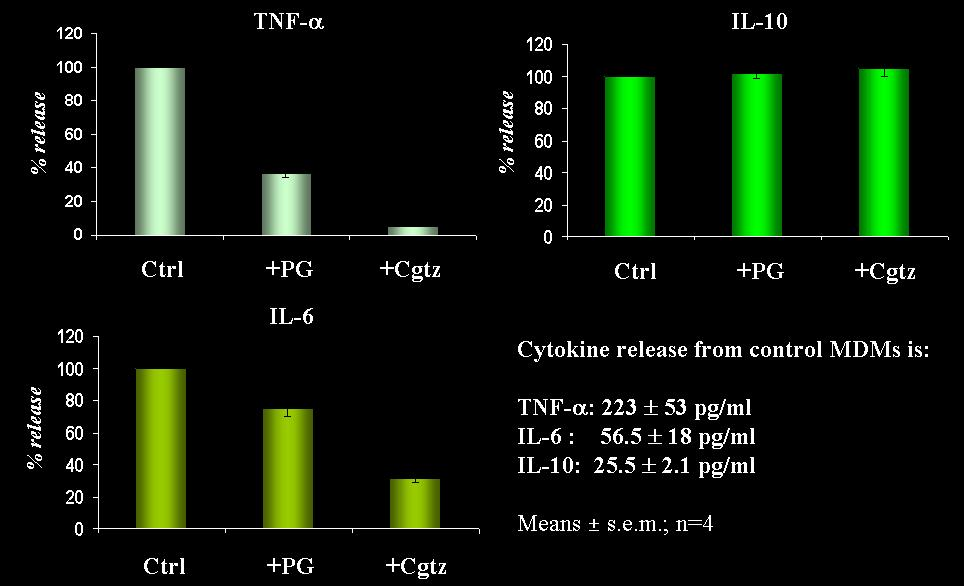 TNF-α
120
100
80
60
40
20
0
% release
Ctrl +PG +Cgtz
IL-10
120
100
80
60
40
20
0
% release
Ctrl +PG +Cgtz
IL-6
120
100
80
60
40
20
0
% release
Ctrl +PG +Cgtz
Cytokine release from control MDMs is:
TNF-α: 223 ± 53 pg/ml
IL-6 : 56.5 ± 18 pg/ml
IL-10: 25.5 ± 2.1 pg/ml
Means ± s.e.m.; n=4